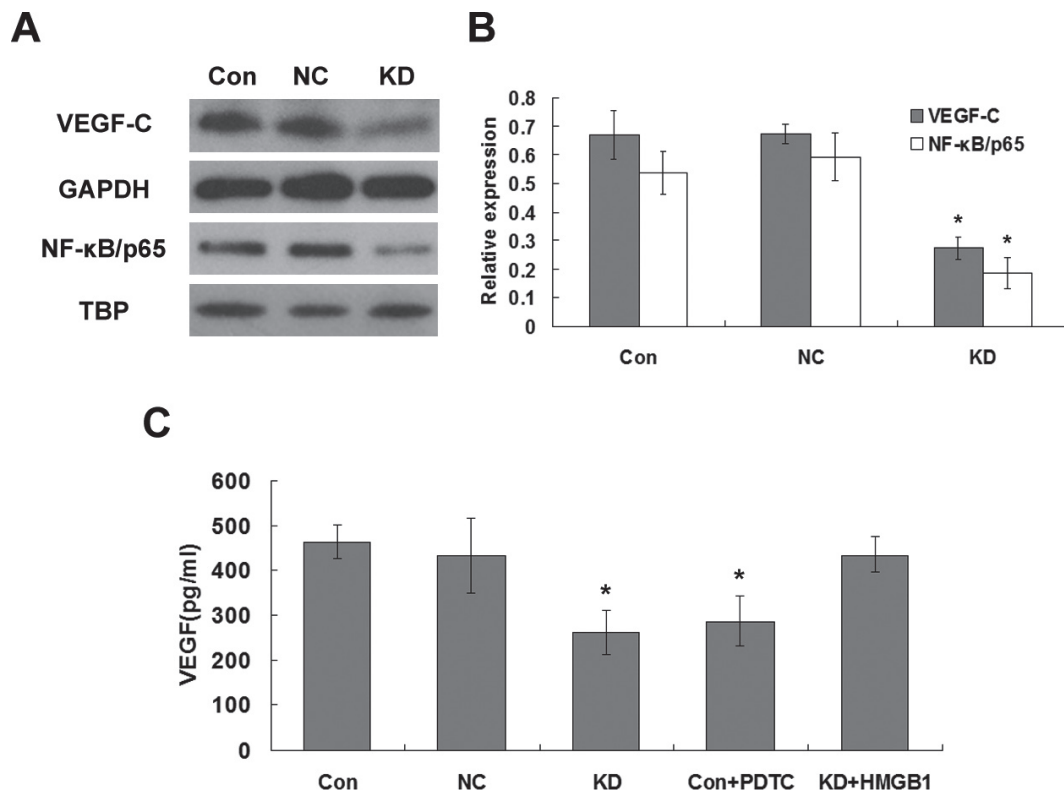 A
Con NC KD
VEGF-C
GAPDH
NF-κB/p65
TBP
B
Relative expression
0.8
0.7
0.6
0.5
0.4
0.3
0.2
0.1
0
VEGF-C
NF-κB/p65
*
*
Con NC KD
C
VEGF(pg/ml)
600
500
400
300
200
100
0
*
*
Con NC KD Con+PDTC KD+HMGB1